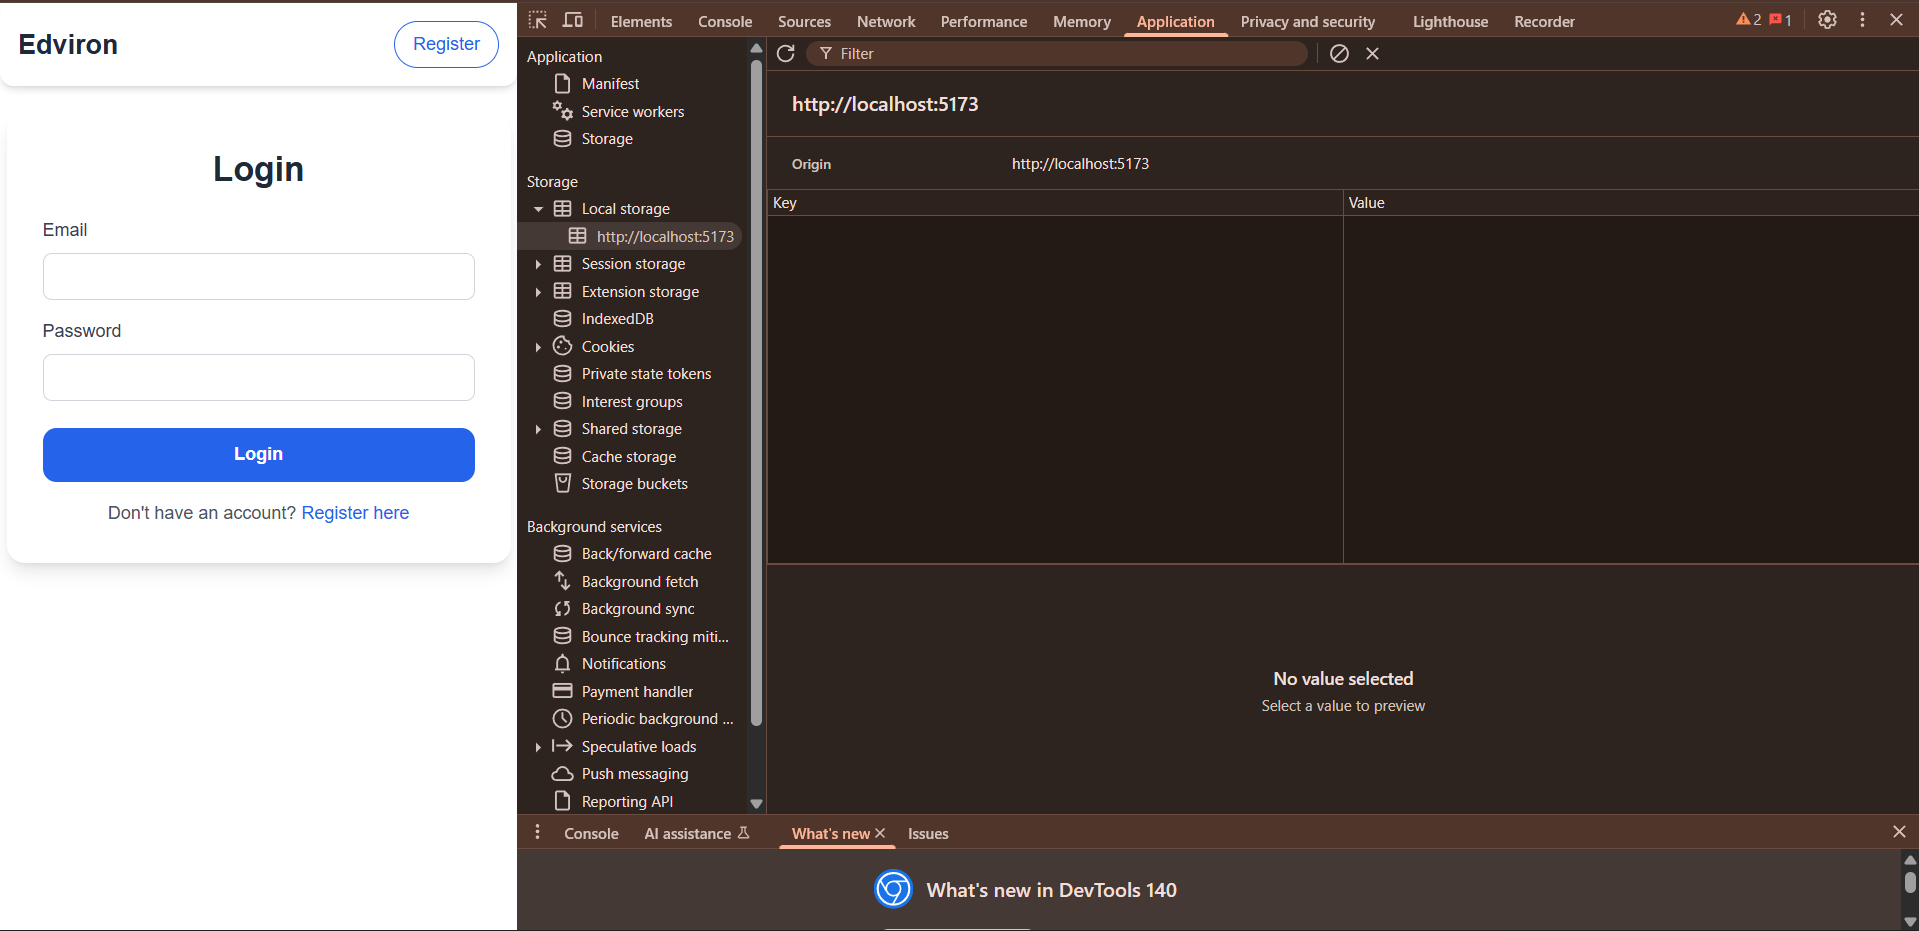 Edviron
Register
Login
Email
Password
Login
Don't have an account? Register here
Elements Console Sources Network Performance Memory Application Privacy and security Lighthouse Recorder 2 1
Application
Manifest
Service workers
Storage
Storage
Local storage
http://localhost:5173
Session storage
Extension storage
IndexedDB
Cookies
Private state tokens
Interest groups
Shared storage
Cache storage
Storage buckets
Background services
Back/forward cache
Background fetch
Background sync
Bounce tracking miti...
Notifications
Payment handler
Periodic background ...
Speculative loads
Push messaging
Reporting API
Filter
http://localhost:5173
Origin http://localhost:5173
Key Value
No value selected
Select a value to preview
Console AI assistance What's new Issues
What's new in DevTools 140